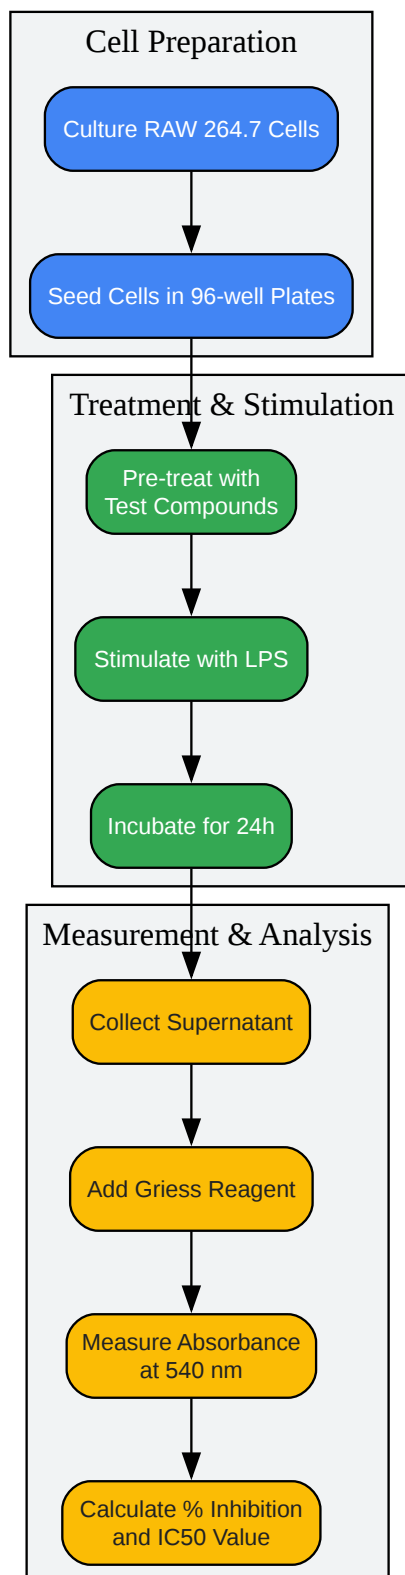 Cell Preparation
Culture RAW 264.7 Cells
Seed Cells in 96-well Plates
Treatment & Stimulation
Pre-treat with
Test Compounds
Stimulate with LPS
Incubate for 24h
Measurement & Analysis
Collect Supernatant
Add Griess Reagent
Measure Absorbance
at 540 nm
Calculate % Inhibition
and IC50 Value